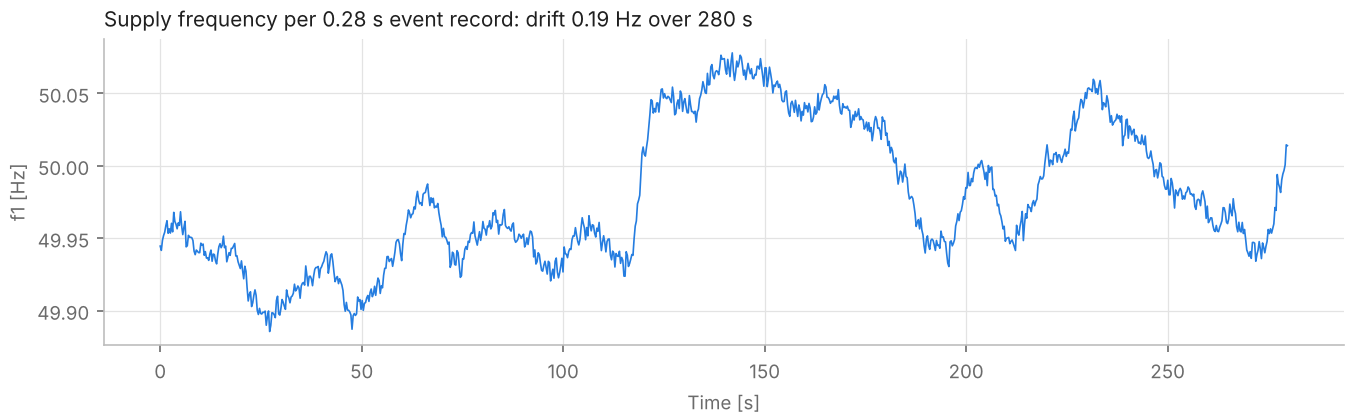 Supply frequency per 0.28 s event record: drift 0.19 Hz over 280 s
f1 [Hz]
50.05
50.00
49.95
49.90
0 50 100 150 200 250
Time [s]